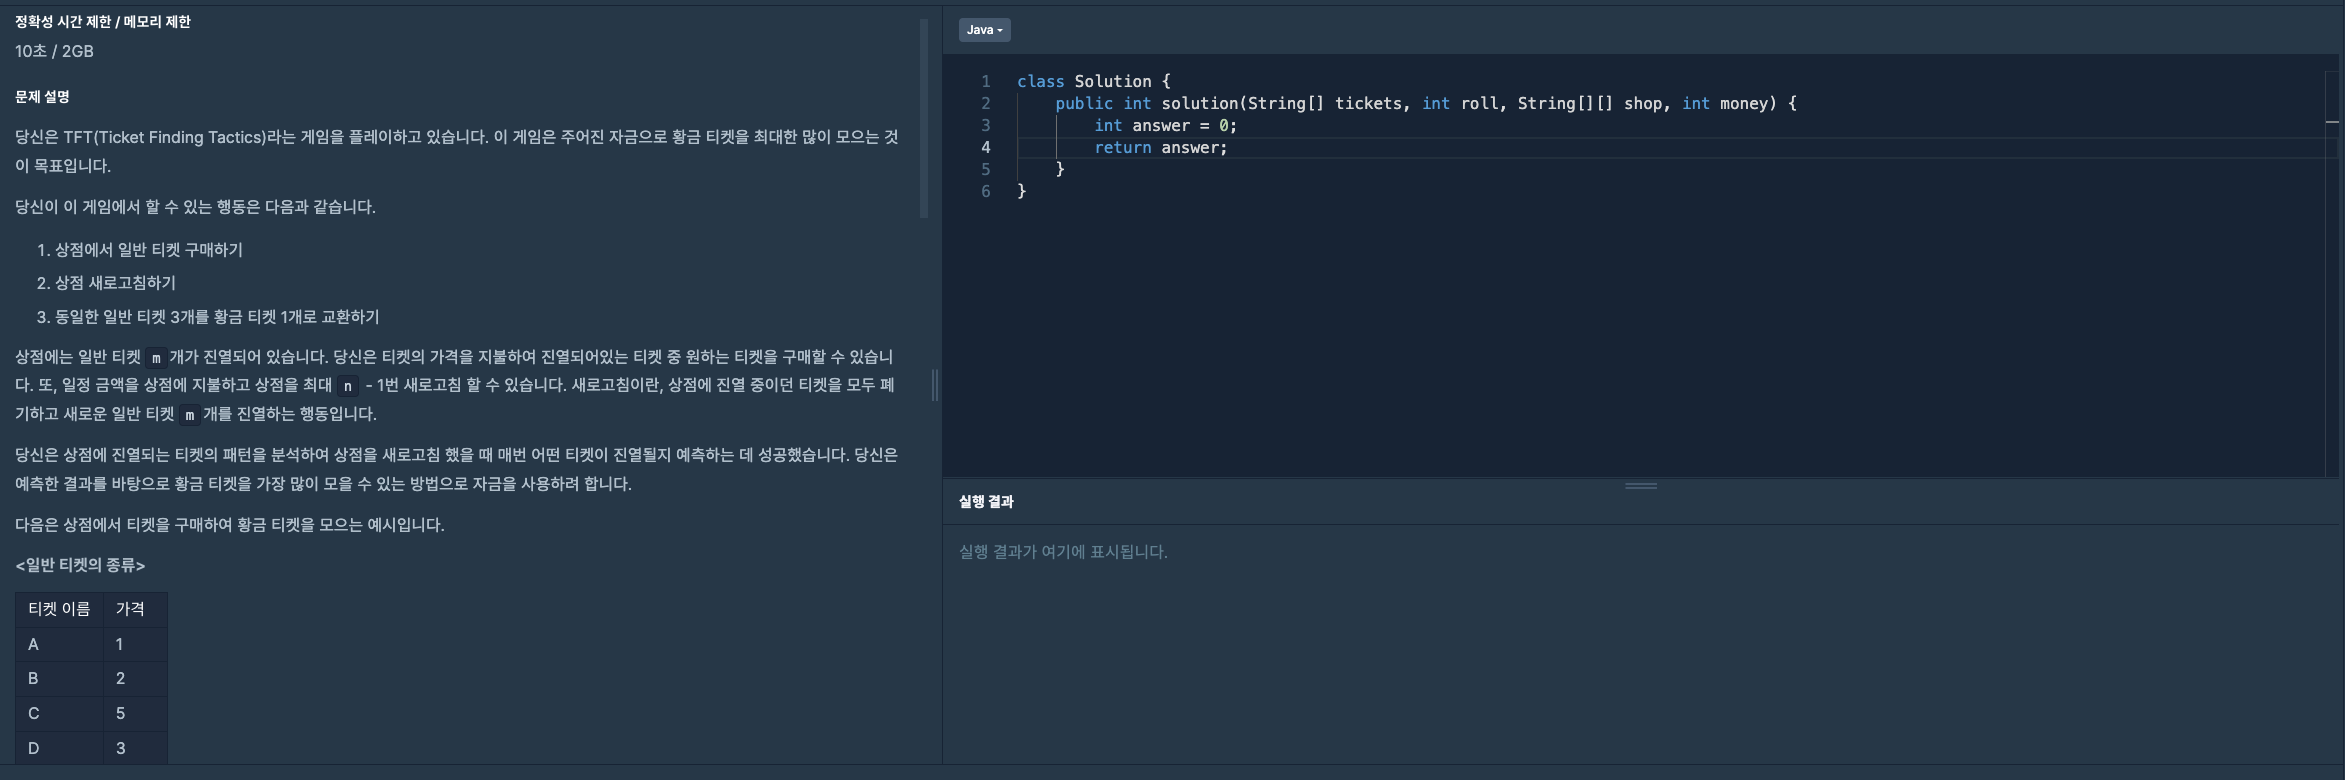 정확성 시간 제한 / 메모리 제한
10초 / 2GB
문제 설명
당신은 TFT(Ticket Finding Tactics)라는 게임을 플레이하고 있습니다. 이 게임은 주어진 자금으로 황금 티켓을 최대한 많이 모으는 것
이 목표입니다.
당신이 이 게임에서 할 수 있는 행동은 다음과 같습니다.
1. 상점에서 일반 티켓 구매하기
2. 상점 새로고침하기
3. 동일한 일반 티켓 3개를 황금 티켓 1개로 교환하기
상점에는 일반 티켓 m 개가 진열되어 있습니다. 당신은 티켓의 가격을 지불하여 진열되어있는 티켓 중 원하는 티켓을 구매할 수 있습니
다. 또, 일정 금액을 상점에 지불하고 상점을 최대 n - 1번 새로고침 할 수 있습니다. 새로고침이란, 상점에 진열 중이던 티켓을 모두 폐
기하고 새로운 일반 티켓 m 개를 진열하는 행동입니다.
당신은 상점에 진열되는 티켓의 패턴을 분석하여 상점을 새로고침 했을 때 매번 어떤 티켓이 진열될지 예측하는 데 성공했습니다. 당신은
예측한 결과를 바탕으로 황금 티켓을 가장 많이 모을 수 있는 방법으로 자금을 사용하려 합니다.
다음은 상점에서 티켓을 구매하여 황금 티켓을 모으는 예시입니다.
<일반 티켓의 종류>
티켓 이름 가격
A 1
B 2
C 5
D 3
Java
1 class Solution {
2 public int solution(String[] tickets, int roll, String[][] shop, int money) {
3 int answer = 0;
4 return answer;
5 }
6 }
실행 결과
실행 결과가 여기에 표시됩니다.